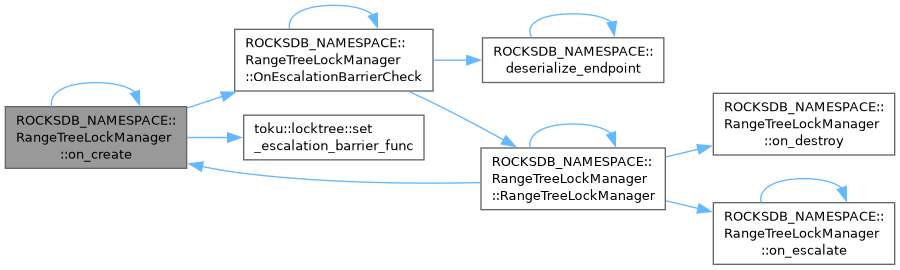 ROCKSDB_NAMESPACE::
RangeTreeLockManager
::on_create
ROCKSDB_NAMESPACE::
RangeTreeLockManager
::OnEscalationBarrierCheck
toku::locktree::set
_escalation_barrier_func
ROCKSDB_NAMESPACE::
deserialize_endpoint
ROCKSDB_NAMESPACE::
RangeTreeLockManager
::RangeTreeLockManager
ROCKSDB_NAMESPACE::
RangeTreeLockManager
::on_destroy
ROCKSDB_NAMESPACE::
RangeTreeLockManager
::on_escalate